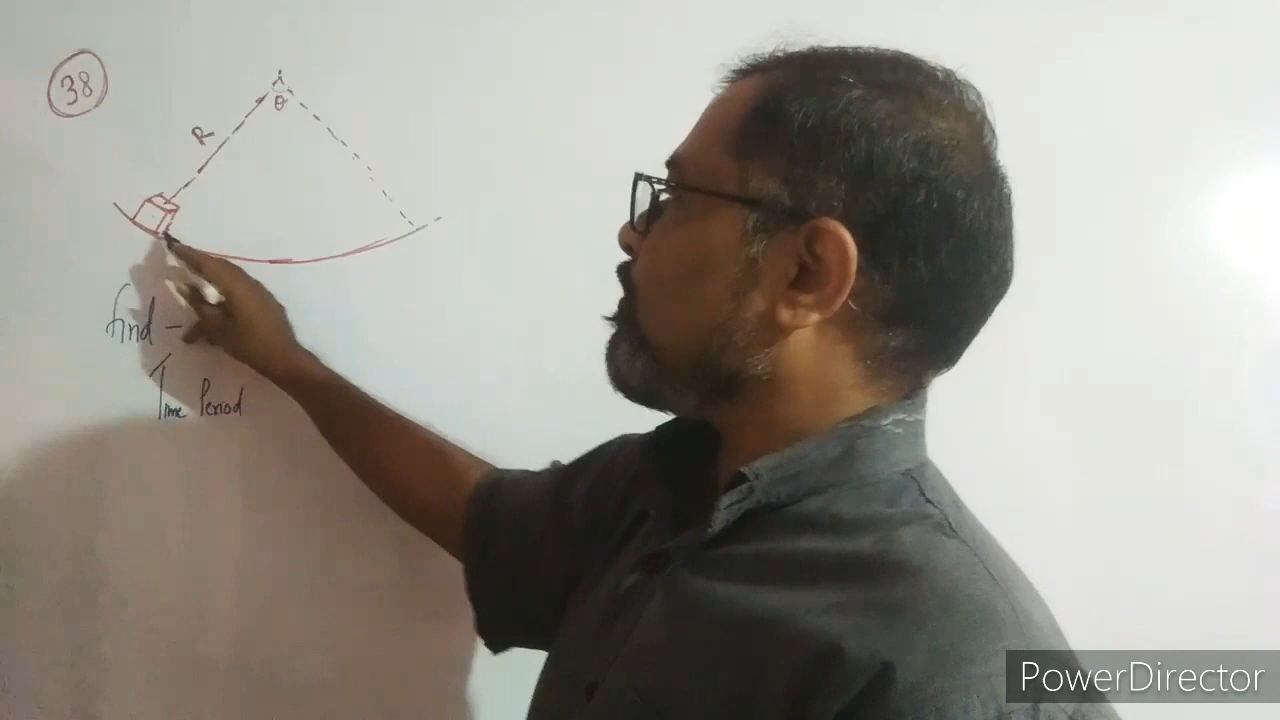 38
θ
R
find -
Time Period
PowerDirector